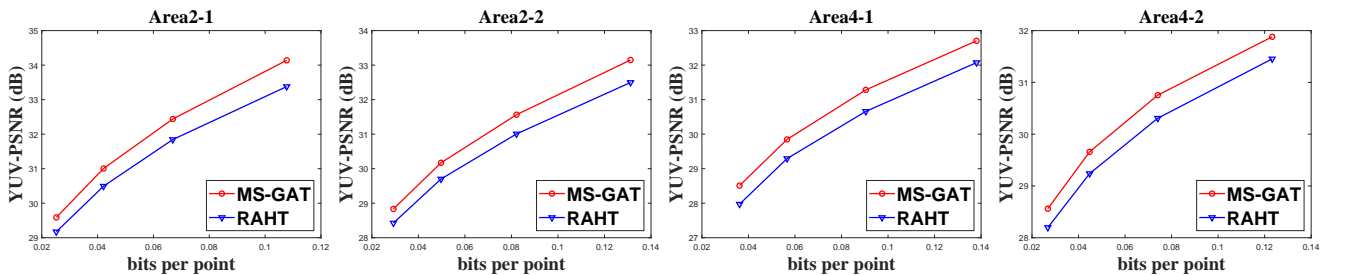 Area2-1
YUV-PSNR (dB)
35
34
33
32
31
30
29
0.02 0.04 0.06 0.08 0.1 0.12
bits per point
MS-GAT
RAHT
Area2-2
YUV-PSNR (dB)
34
33
32
31
30
29
28
0.02 0.04 0.06 0.08 0.1 0.12 0.14
bits per point
MS-GAT
RAHT
Area4-1
YUV-PSNR (dB)
33
32
31
30
29
28
27
0.02 0.04 0.06 0.08 0.1 0.12 0.14
bits per point
MS-GAT
RAHT
Area4-2
YUV-PSNR (dB)
32
31
30
29
28
0.02 0.04 0.06 0.08 0.1 0.12 0.14
bits per point
MS-GAT
RAHT